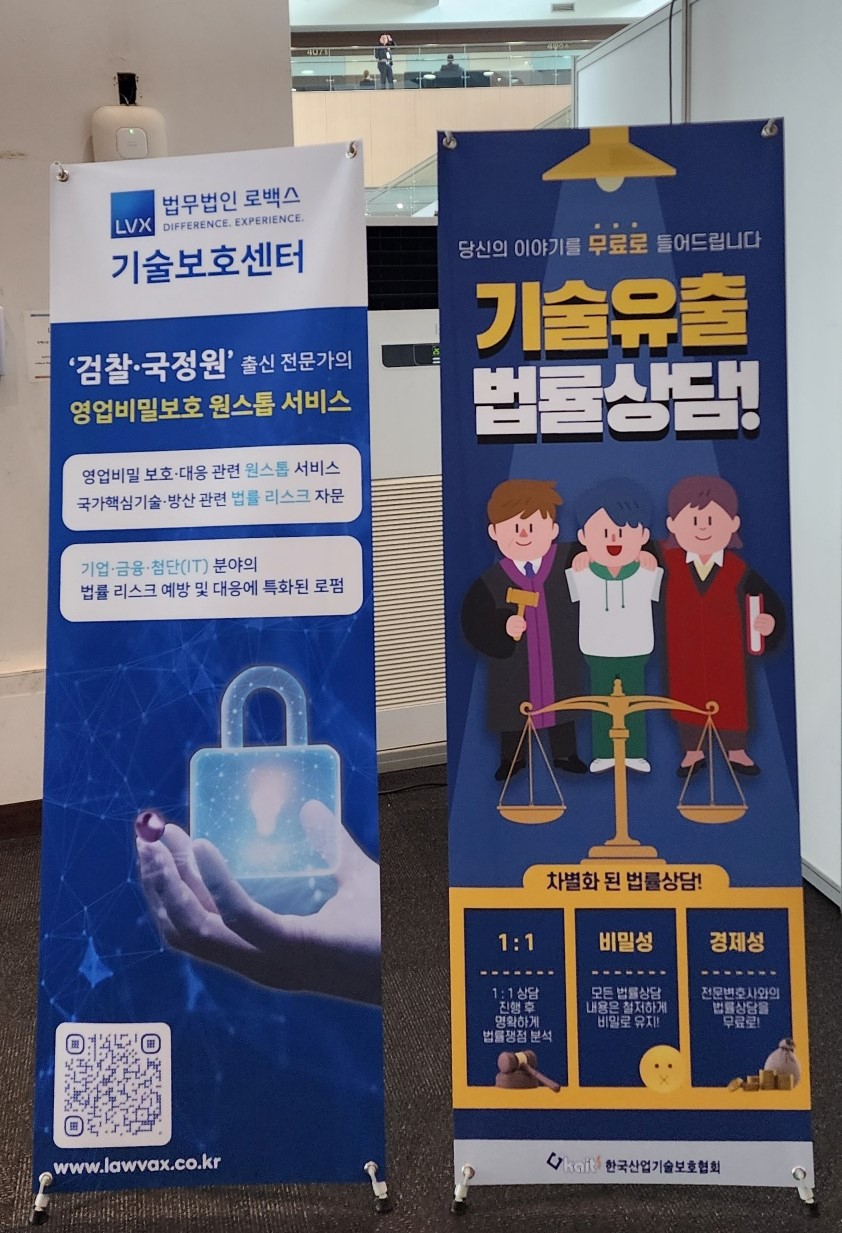 LVX
법무법인 로백스
DIFFERENCE. EXPERIENCE.
기술보호센터
‘검찰·국정원’ 출신 전문가의
영업비밀보호 원스톱 서비스
영업비밀 보호·대응 관련 원스톱 서비스
국가핵심기술·방산 관련 법률 리스크 자문
기업·금융·첨단(IT) 분야의
법률 리스크 예방 및 대응에 특화된 로펌
www.lawvax.co.kr
당신의 이야기를 무료로 들어드립니다
기술유출
법률상담!
차별화 된 법률상담!
1 : 1
1 : 1 상담
진행 후
명확하게
법률쟁점 분석
비밀성
모든 법률상담
내용은 철저하게
비밀로 유지!
경제성
전문변호사와의
법률상담을
무료로!
kait
한국산업기술보호협회